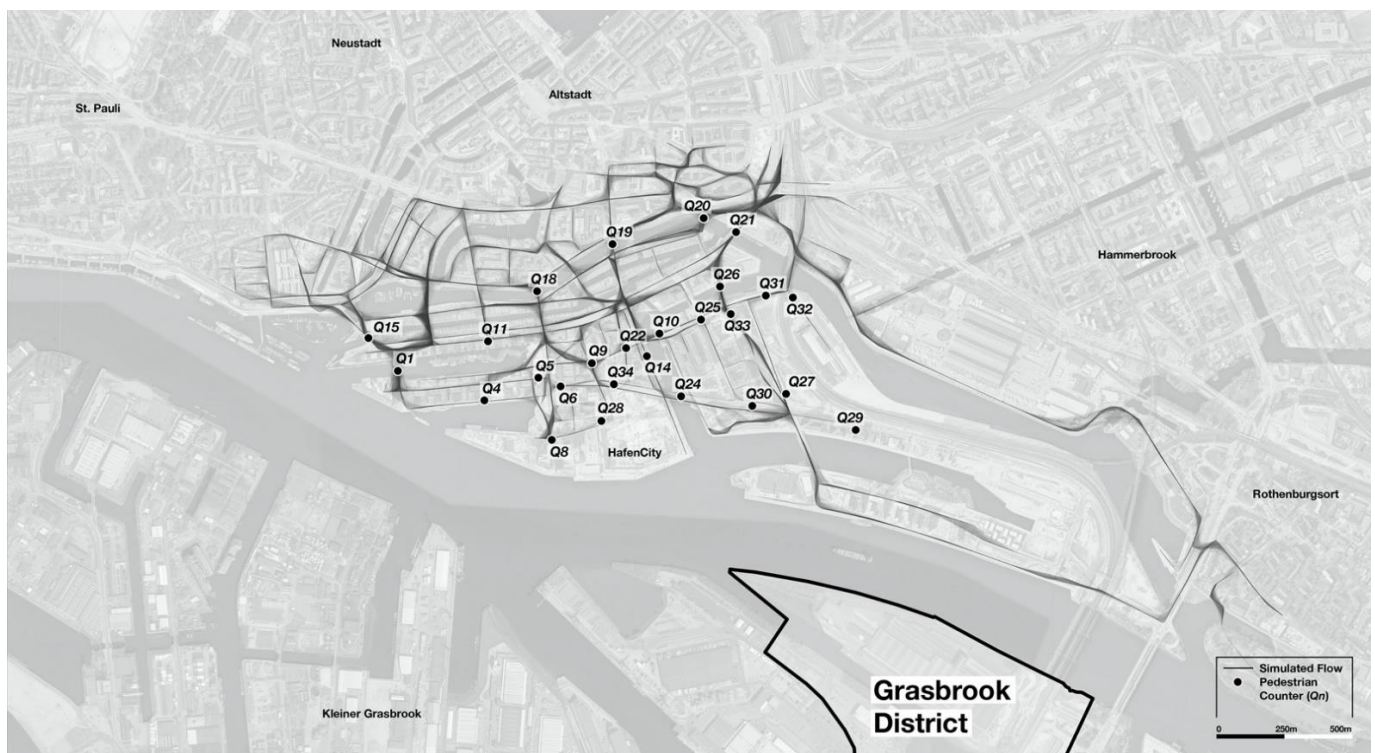 Neustadt
Altstadt
St. Pauli
Q20
Q21
Q19
Hammerbrook
Q18
Q26
Q31
Q32
Q25
Q33
Q15
Q11
Q10
Q22
Q1
Q9
Q14
Q5
Q34
Q4
Q6
Q24
Q30
Q27
Q28
Q29
Q8
HafenCity
Rothenburgsort
Simulated Flow
Pedestrian
Counter (Qn)
Grasbrook
District
Kleiner Grasbrook
0 250m 500m